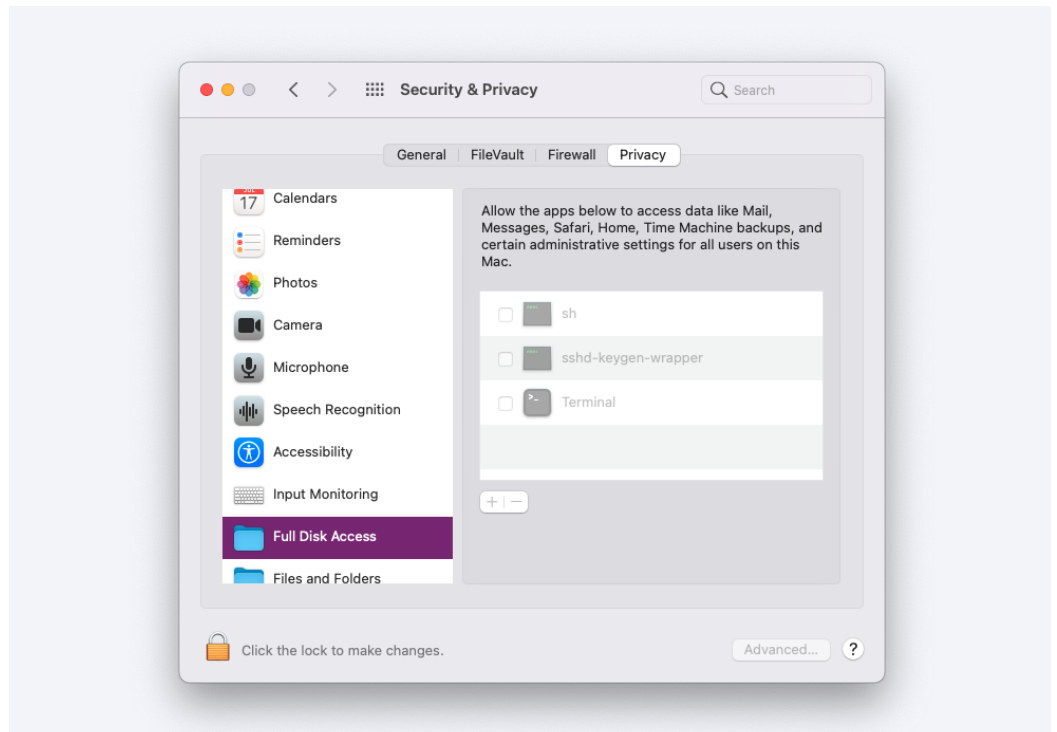 Security & Privacy
Search
General
FileVault
Firewall
Privacy
JUL
17
Calendars
Reminders
Photos
Camera
Microphone
Speech Recognition
Accessibility
Input Monitoring
Full Disk Access
Files and Folders
Allow the apps below to access data like Mail,
Messages, Safari, Home, Time Machine backups, and
certain administrative settings for all users on this
Mac.
sh
sshd-keygen-wrapper
Terminal
Click the lock to make changes.
Advanced...
?